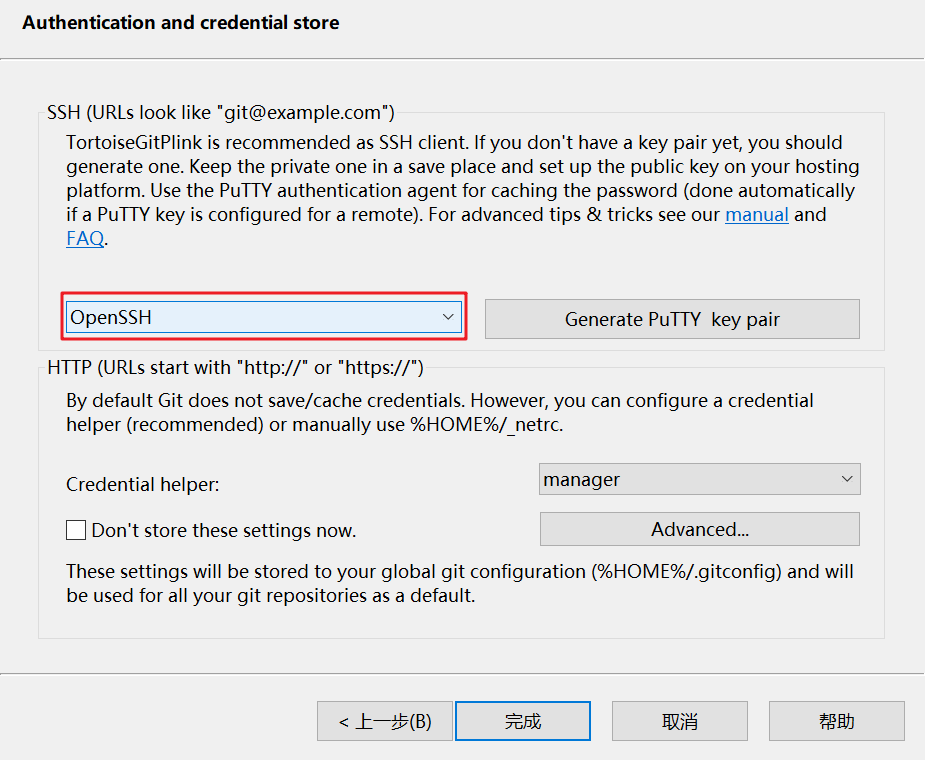 Authentication and credential store
SSH (URLs look like "git@example.com")
TortoiseGitPlink is recommended as SSH client. If you don't have a key pair yet, you should
generate one. Keep the private one in a save place and set up the public key on your hosting
platform. Use the PuTTY authentication agent for caching the password (done automatically
if a PuTTY key is configured for a remote). For advanced tips & tricks see our manual and
FAQ.
OpenSSH
Generate PuTTY  key pair
HTTP (URLs start with "http://" or "https://")
By default Git does not save/cache credentials. However, you can configure a credential
helper (recommended) or manually use %HOME%/_netrc.
Credential helper:
manager
Don't store these settings now.
Advanced...
These settings will be stored to your global git configuration (%HOME%/.gitconfig) and will
be used for all your git repositories as a default.
< 上一步(B)
完成
取消
帮助